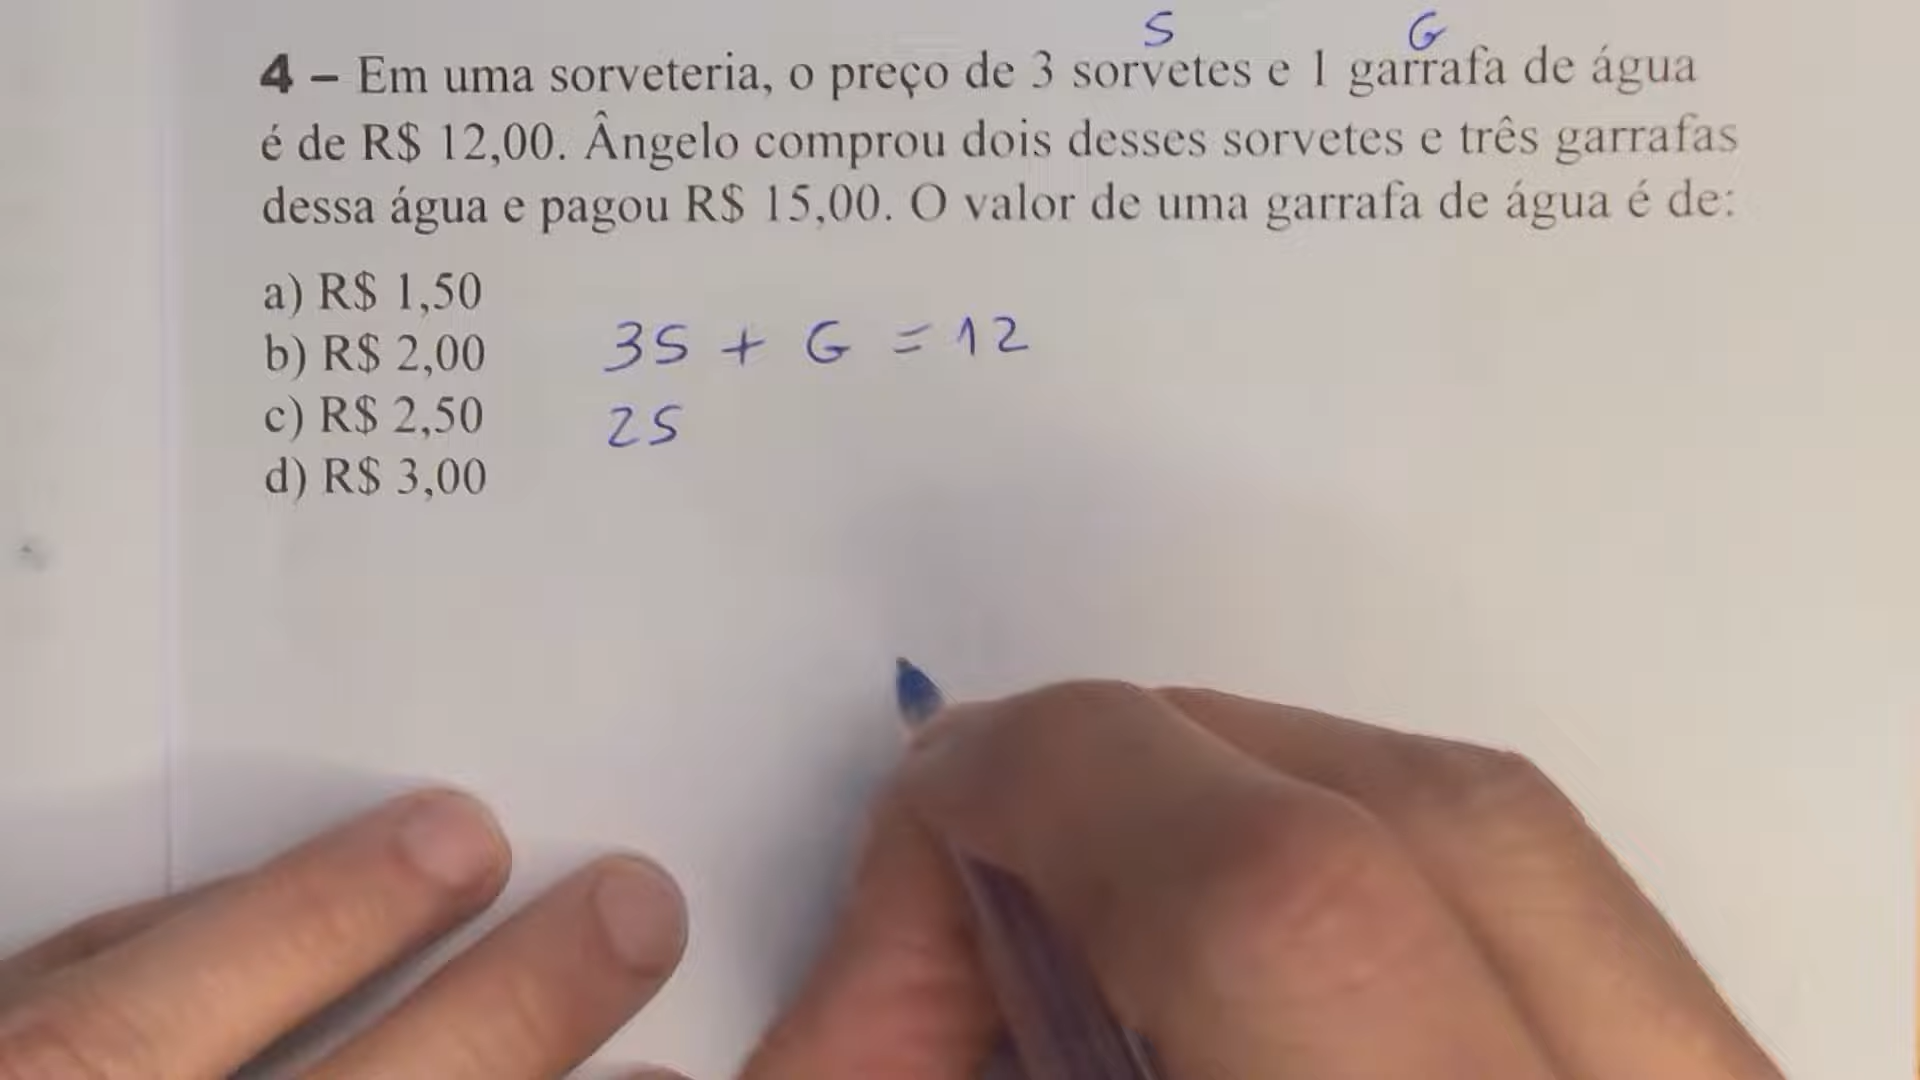 S G
4 – Em uma sorveteria, o preço de 3 sorvetes e 1 garrafa de água
é de R$ 12,00. Ângelo comprou dois desses sorvetes e três garrafas
dessa água e pagou R$ 15,00. O valor de uma garrafa de água é de:
a) R$ 1,50
b) R$ 2,00
c) R$ 2,50
d) R$ 3,00
3S + G = 12
2S